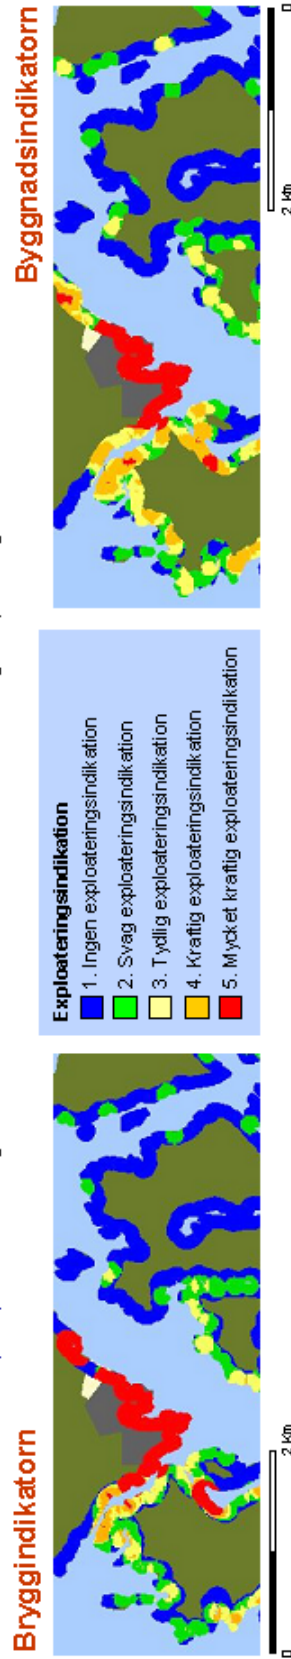 Bryggindikatorn
Byggnadsindikatorn
Exploateringsindikation
1. Ingen exploateringsindikation
2. Svag exploateringsindikation
3. Tydlig exploateringsindikation
4. Kraftig exploateringsindikation
5. Mycket kraftig exploateringsindikation
0
2 Km
2 Km
0